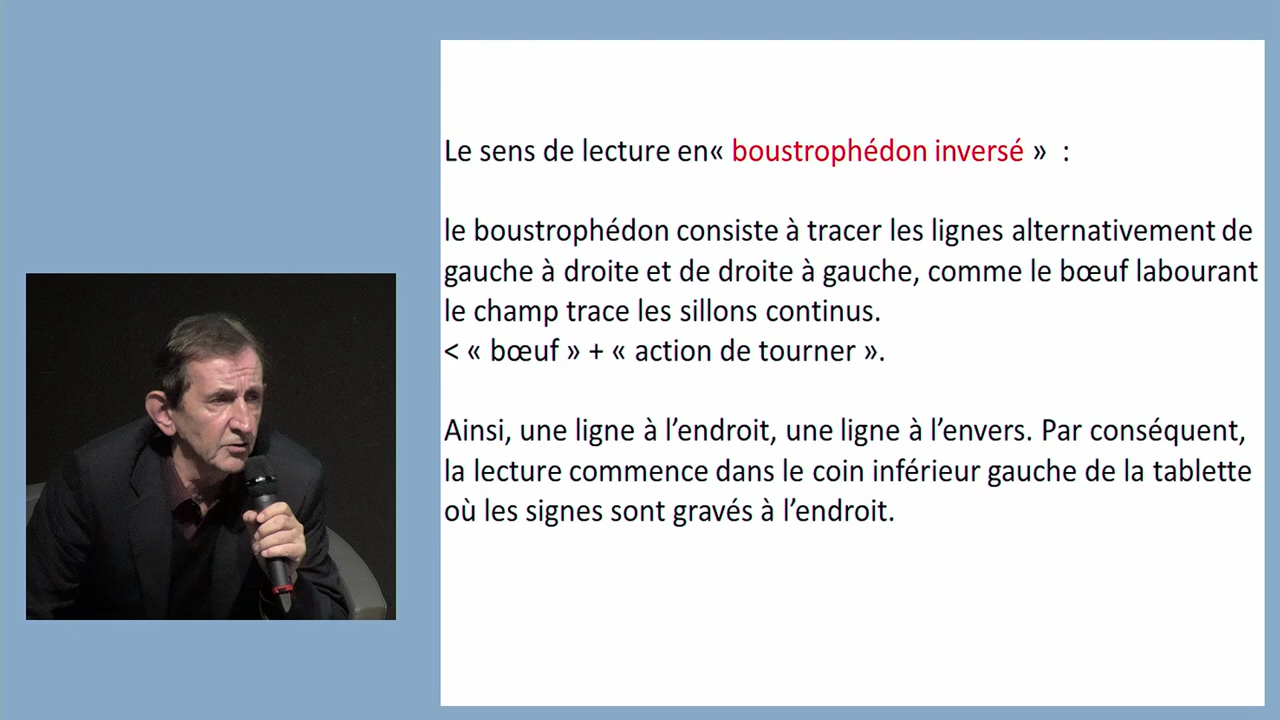 Le sens de lecture en« boustrophédon inversé »  :
le boustrophédon consiste à tracer les lignes alternativement de
gauche à droite et de droite à gauche, comme le bœuf labourant
le champ trace les sillons continus.
< « bœuf » + « action de tourner ».
Ainsi, une ligne à l’endroit, une ligne à l’envers. Par conséquent,
la lecture commence dans le coin inférieur gauche de la tablette
où les signes sont gravés à l’endroit.